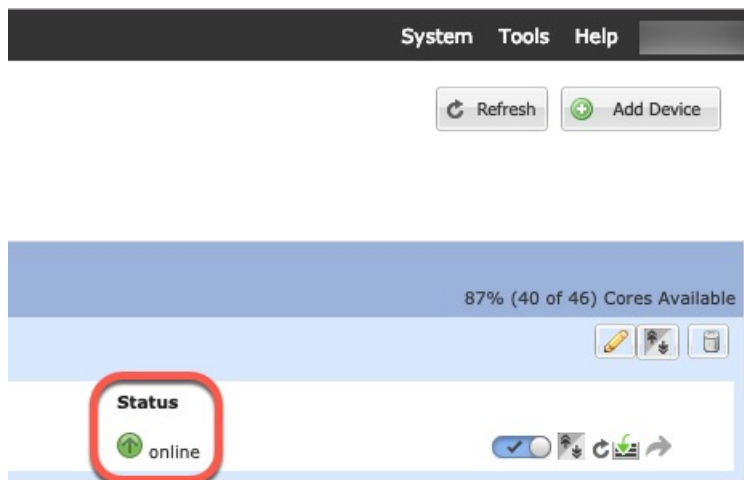 System Tools Help
Refresh Add Device
87% (40 of 46) Cores Available
Status
online